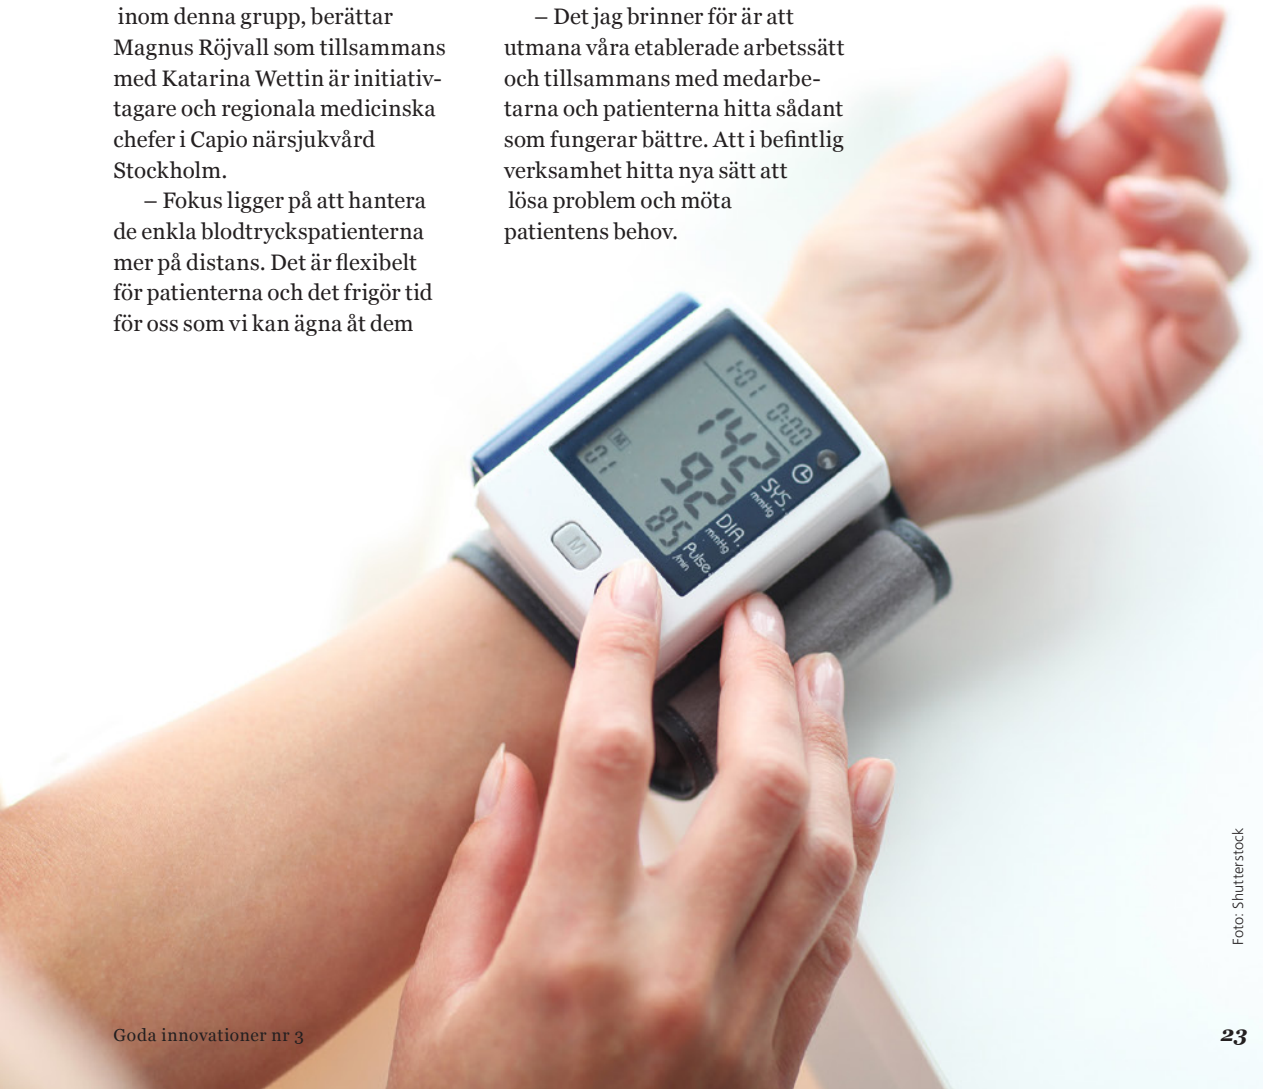 inom denna grupp, berättar
Magnus Röjvall som tillsammans
med Katarina Wettin är initiativ-
tagare och regionala medicinska
chefer i Capio närsjukvård
Stockholm.
– Fokus ligger på att hantera
de enkla blodtryckspatienterna
mer på distans. Det är flexibelt
för patienterna och det frigör tid
för oss som vi kan ägna åt dem
– Det jag brinner för är att
utmana våra etablerade arbetssätt
och tillsammans med medarbe-
tarna och patienterna hitta sådant
som fungerar bättre. Att i befintlig
verksamhet hitta nya sätt att
lösa problem och möta
patientens behov.
1-01 0:00
142
SYS.
mmHg
M
01
92
DIA.
mmHg
85
Pulse.
/min
M
Foto: Shutterstock
Goda innovationer nr 3
23